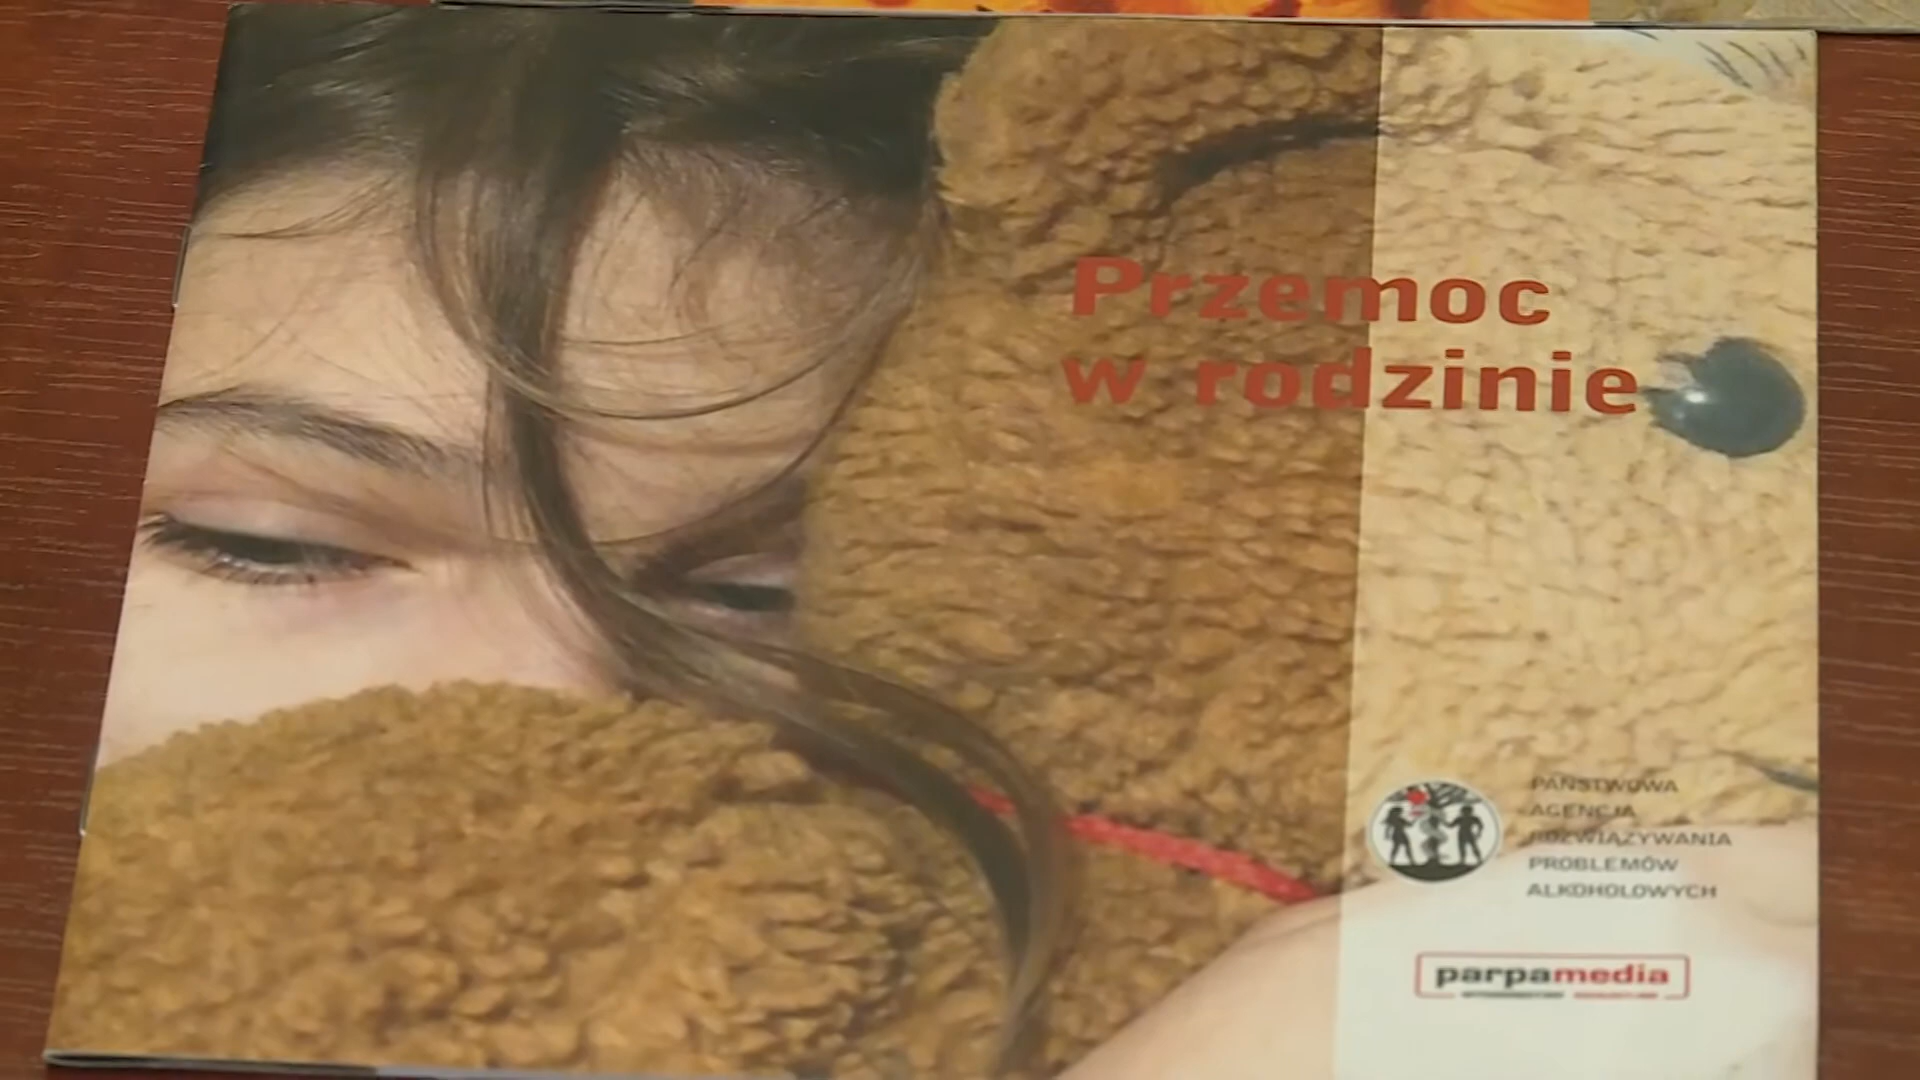 Przemoc
w rodzinie
PAŃSTWOWA
AGENCJA
ROZWIĄZYWANIA
PROBLEMÓW
ALKOHOLOWYCH
parpamedia